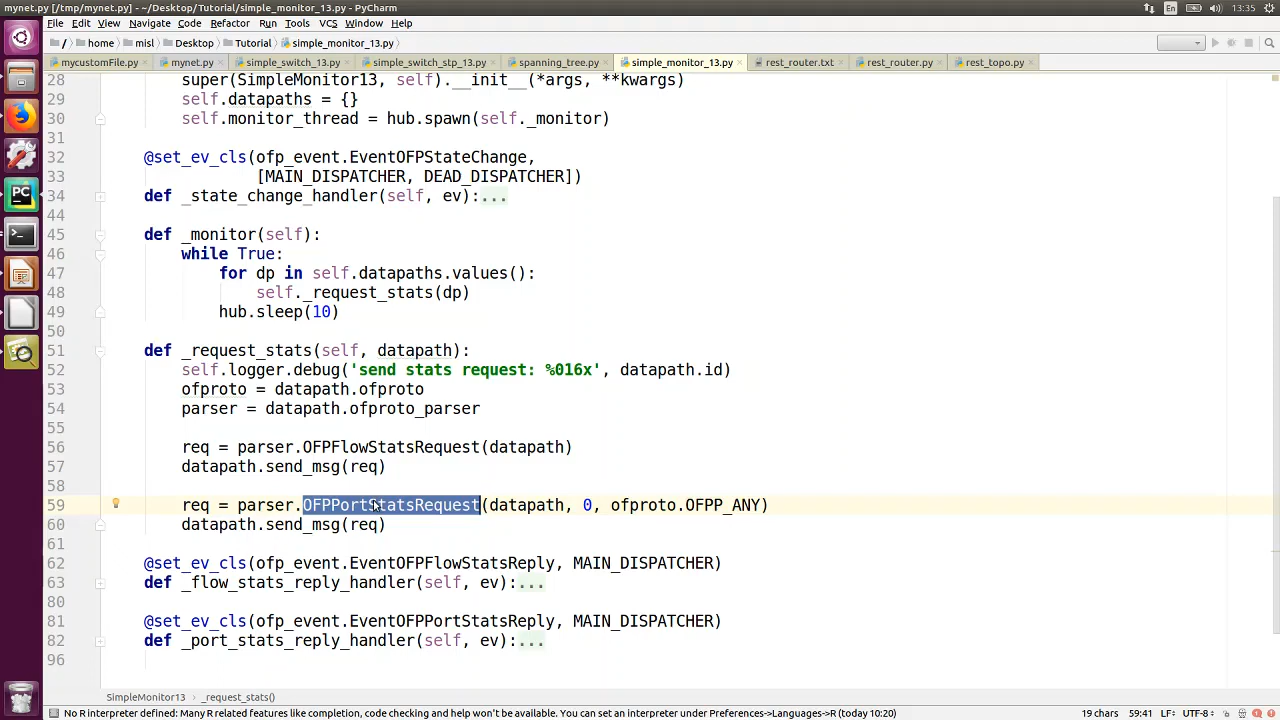 mynet.py [/tmp/mynet.py] - ~/Desktop/Tutorial/simple_monitor_13.py - PyCharm
En
13:35
File Edit View Navigate Code Refactor Run Tools VCS Window Help
/ home misl Desktop Tutorial simple_monitor_13.py
mycustomFile.py mynet.py simple_switch_13.py simple_switch_stp_13.py spanning_tree.py simple_monitor_13.py rest_router.txt rest_router.py rest_topo.py
28 super(SimpleMonitor13, self).__init__(*args, **kwargs)
29 self.datapaths = {}
30 self.monitor_thread = hub.spawn(self._monitor)
31
32 @set_ev_cls(ofp_event.EventOFPStateChange,
33 [MAIN_DISPATCHER, DEAD_DISPATCHER])
34 def _state_change_handler(self, ev):...
44
45 def _monitor(self):
46 while True:
47 for dp in self.datapaths.values():
48 self._request_stats(dp)
49 hub.sleep(10)
50
51 def _request_stats(self, datapath):
52 self.logger.debug('send stats request: %016x', datapath.id)
53 ofproto = datapath.ofproto
54 parser = datapath.ofproto_parser
55
56 req = parser.OFPFlowStatsRequest(datapath)
57 datapath.send_msg(req)
58
59 req = parser.OFPPortStatsRequest(datapath, 0, ofproto.OFPP_ANY)
60 datapath.send_msg(req)
61
62 @set_ev_cls(ofp_event.EventOFPFlowStatsReply, MAIN_DISPATCHER)
63 def _flow_stats_reply_handler(self, ev):...
80
81 @set_ev_cls(ofp_event.EventOFPPortStatsReply, MAIN_DISPATCHER)
82 def _port_stats_reply_handler(self, ev):...
96
SimpleMonitor13 _request_stats()
No R interpreter defined: Many R related features like completion, code checking and help won't be available. You can set an interpreter under Preferences->Languages->R (today 10:20) 19 chars 59:41 LF÷ UTF-8÷